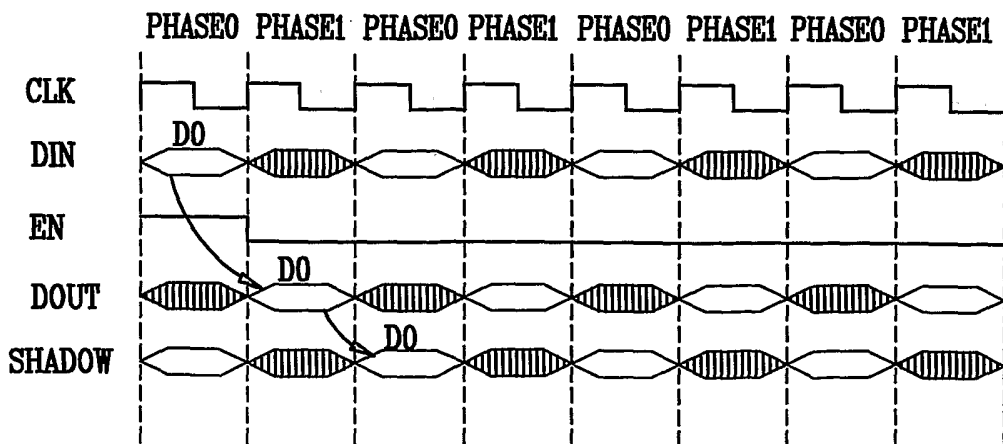 PHASE0 PHASE1 PHASE0 PHASE1 PHASE0 PHASE1 PHASE0 PHASE1
CLK
D0
DIN
EN
D0
DOUT
D0
SHADOW